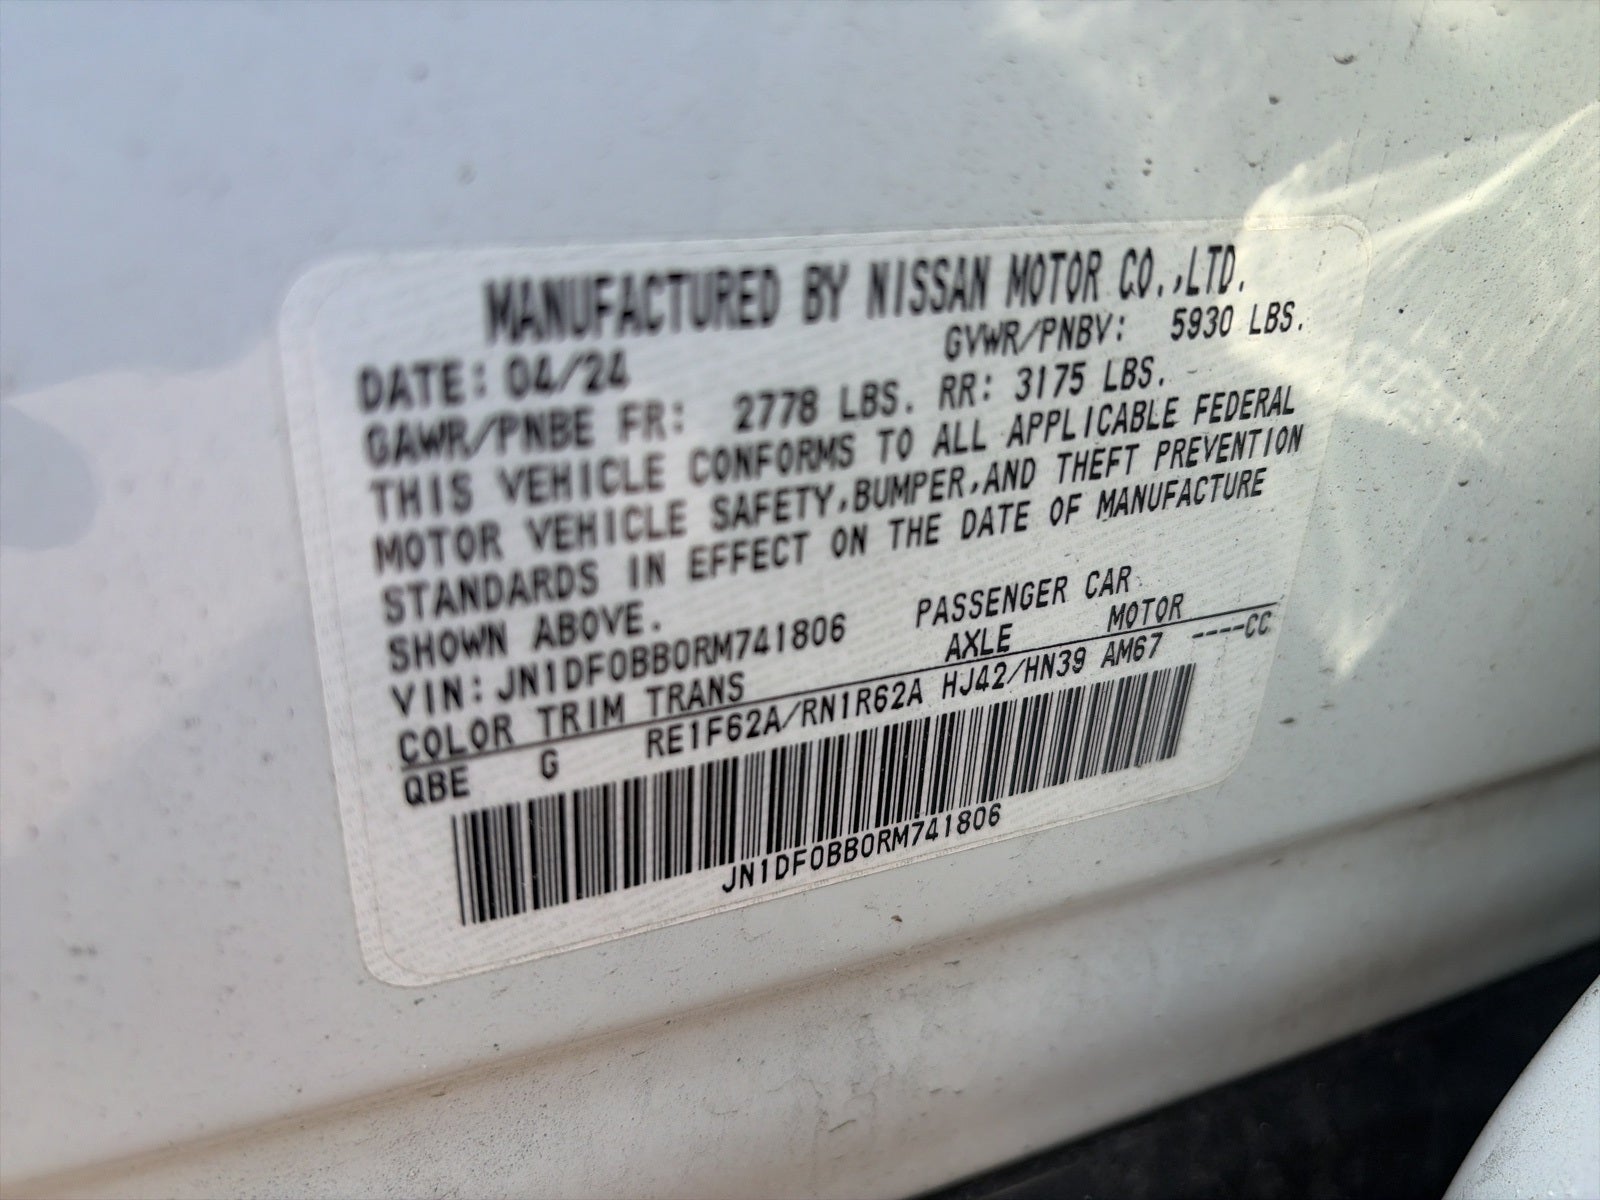 MANUFACTURED BY NISSAN MOTOR CO.,LTD.
DATE: 04/24 GVWR/PNBV: 5930 LBS.
GAWR/PNBE FR: 2778 LBS. RR: 3175 LBS.
THIS VEHICLE CONFORMS TO ALL APPLICABLE FEDERAL
MOTOR VEHICLE SAFETY,BUMPER,AND THEFT PREVENTION
STANDARDS IN EFFECT ON THE DATE OF MANUFACTURE
SHOWN ABOVE.
VIN: JN1DF0BB0RM741806 PASSENGER CAR
COLOR TRIM TRANS AXLE MOTOR
QBE G RE1F62A/RN1R62A HJ42/HN39 AM67 ----CC
JN1DF0BB0RM741806